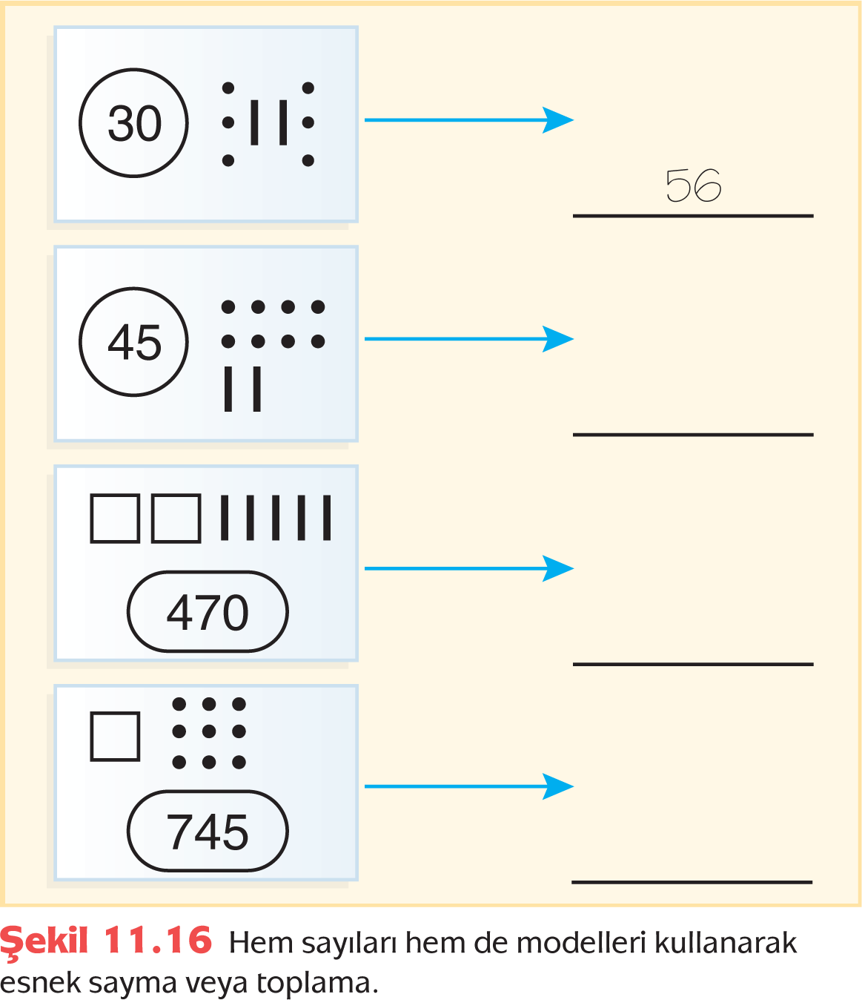 30
56
45
470
745
Şekil 11.16 Hem sayıları hem de modelleri kullanarak
esnek sayma veya toplama.